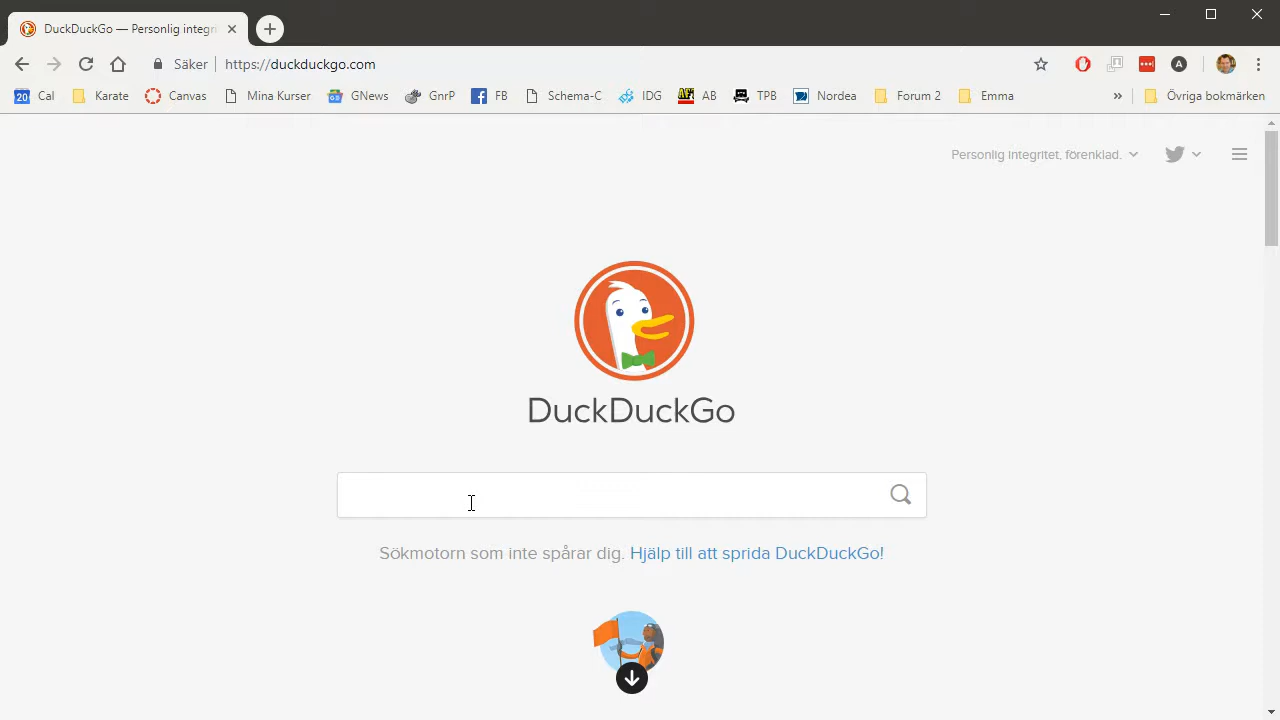 DuckDuckGo — Personlig integri
Säker https://duckduckgo.com A
20 Cal Karate Canvas Mina Kurser GNews GnrP FB Schema-C IDG AB TPB Nordea Forum 2 Emma » Övriga bokmärken
Personlig integritet, förenklad.
DuckDuckGo
Sökmotorn som inte spårar dig. Hjälp till att sprida DuckDuckGo!